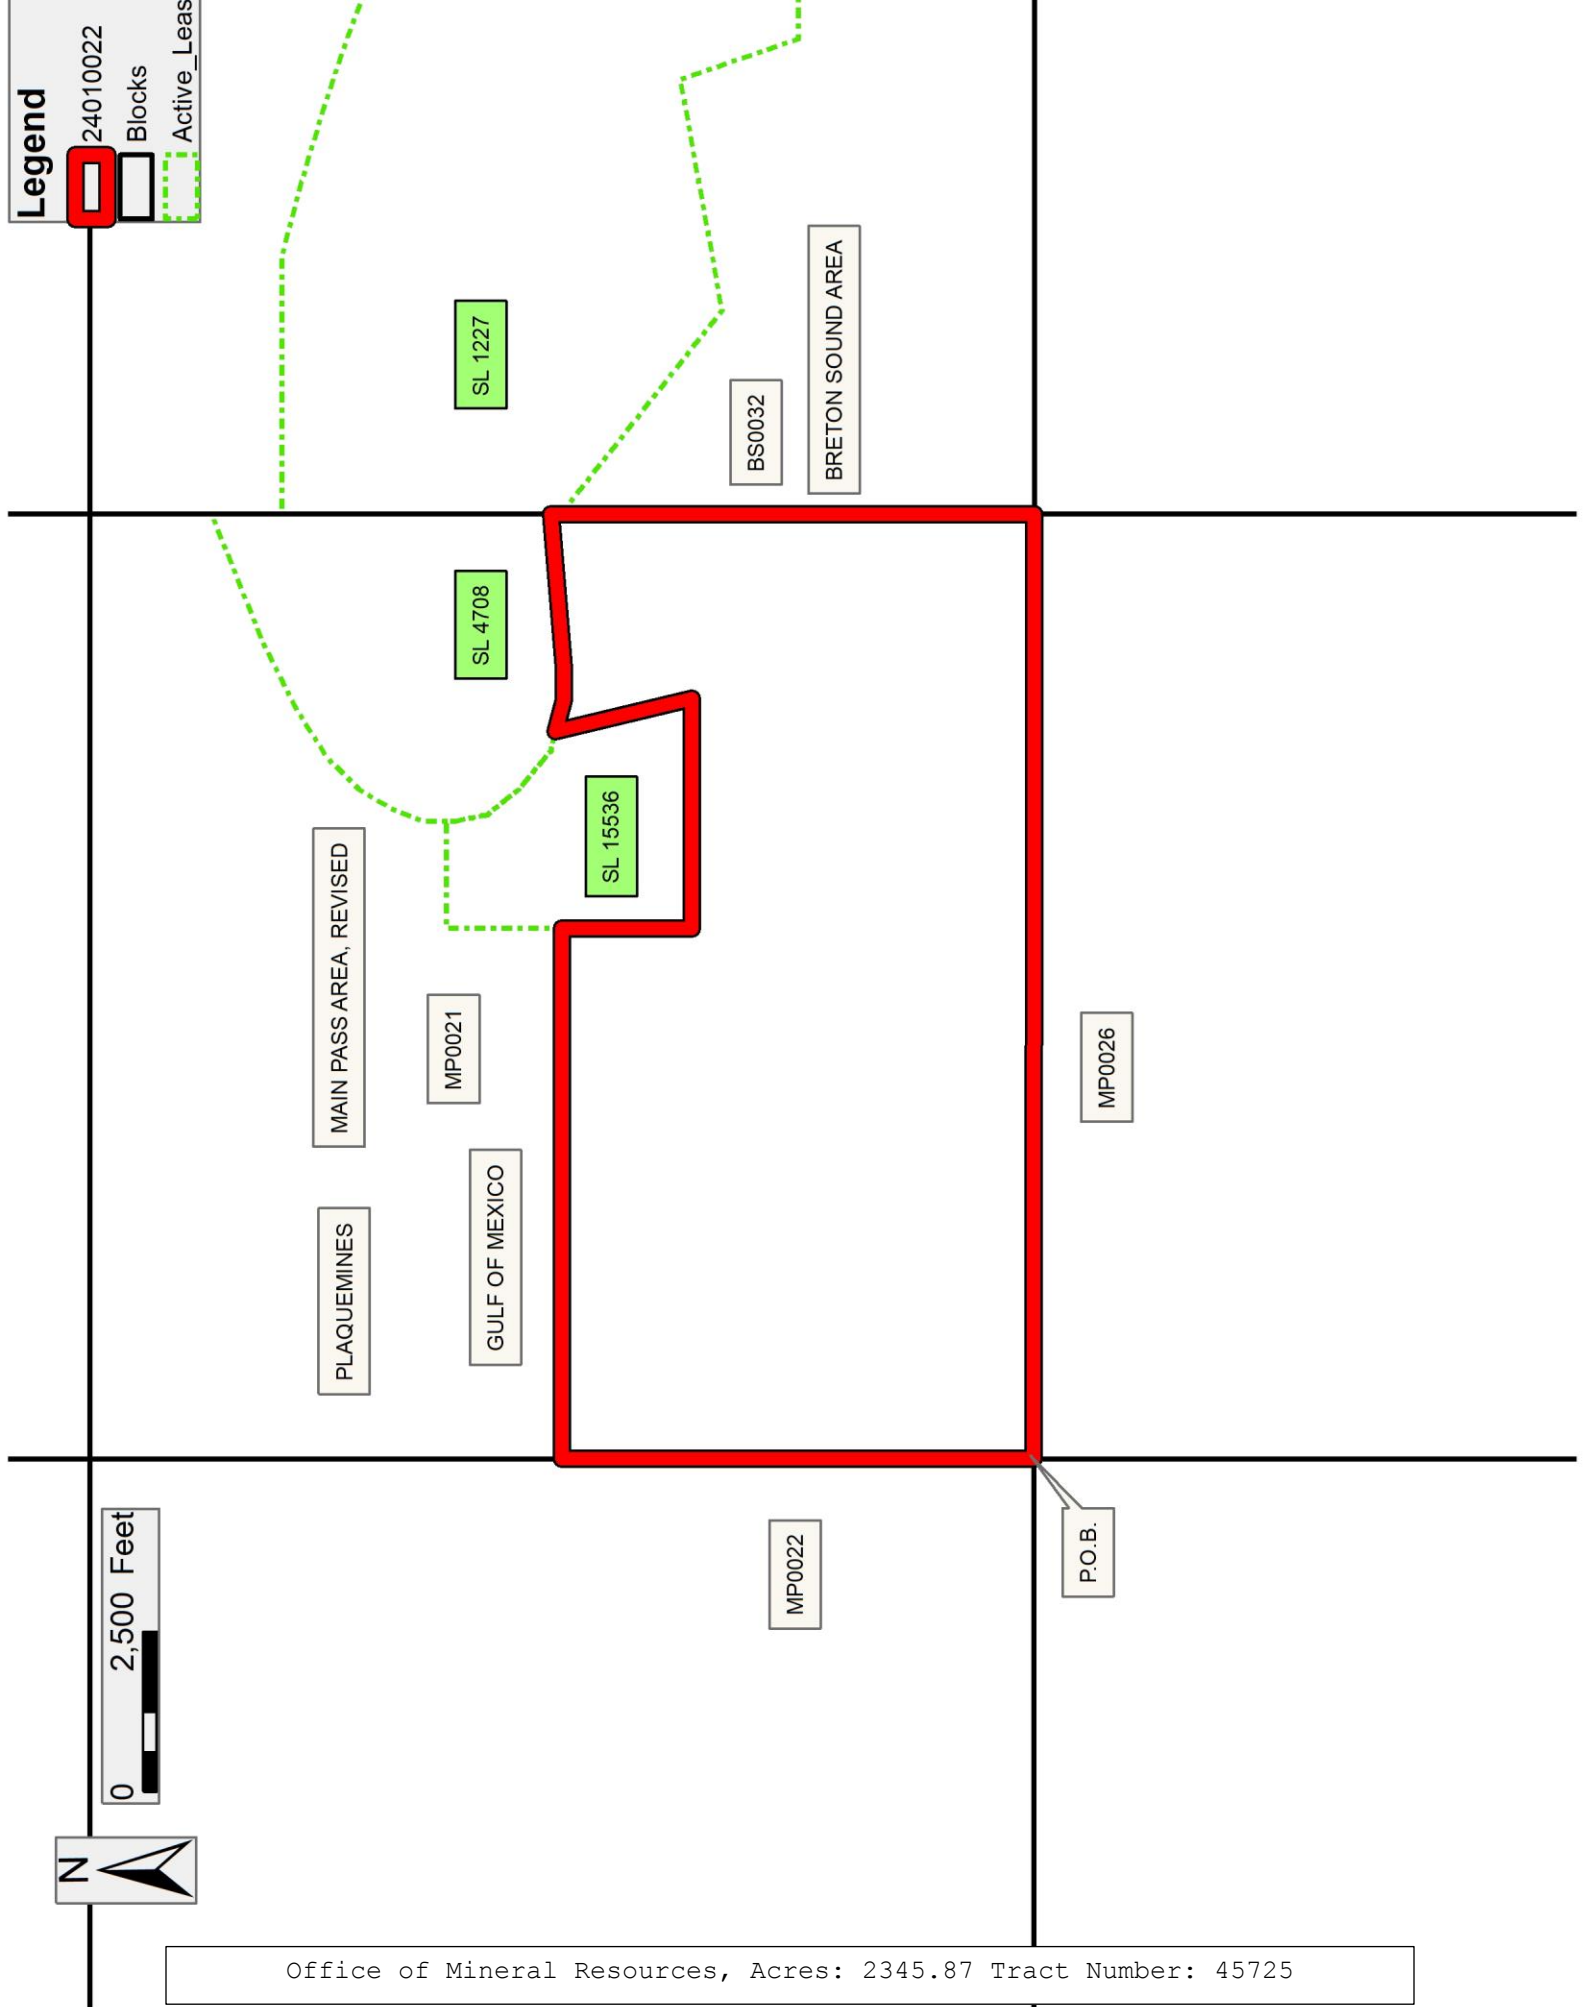 Legend
24010022
Blocks
Active_Leas
SL 1227
BS0032
BRETON SOUND AREA
SL 4708
SL 15536
MAIN PASS AREA, REVISED
MP0021
PLAQUEMINES
GULF OF MEXICO
MP0026
MP0022
P.O.B.
0 2,500 Feet
N
Office of Mineral Resources, Acres: 2345.87 Tract Number: 45725